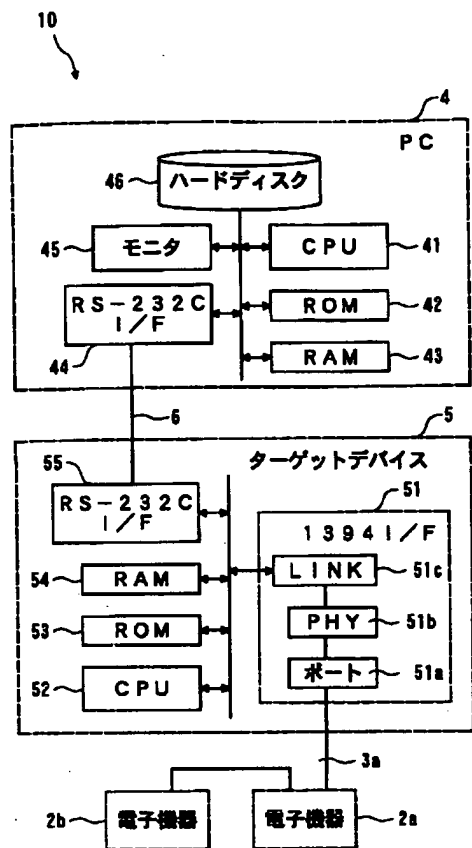 10
4
PC
46
ハードディスク
45
モニタ
CPU
41
RS-232C
I/F
ROM
42
44
RAM
43
6
5
55
ターゲットデバイス
RS-232C
I/F
51
1394I/F
LINK
51c
54
RAM
PHY
51b
53
ROM
ポート
51a
52
CPU
3a
2b
電子機器
電子機器
2a